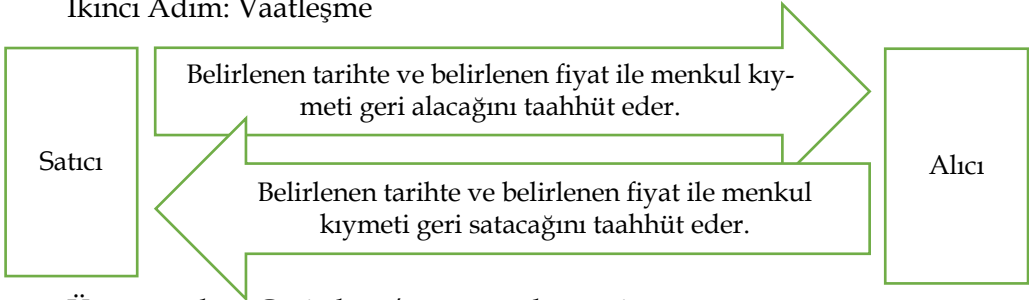 İkinci Adım: Vaatleşme
Belirlenen tarihte ve belirlenen fiyat ile menkul kıy-
meti geri alacağını taahhüt eder.
Satıcı
Alıcı
Belirlenen tarihte ve belirlenen fiyat ile menkul
kıymeti geri satacağını taahhüt eder.